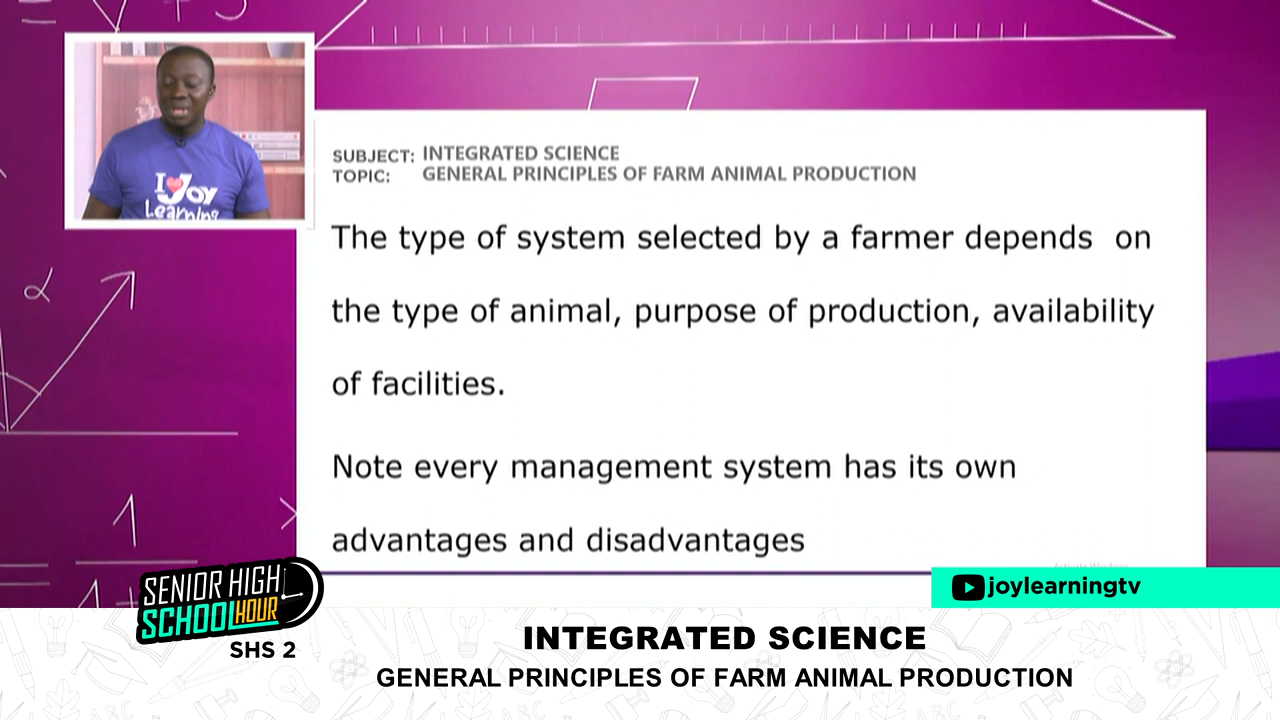 I Joy
Learning
SUBJECT: INTEGRATED SCIENCE
TOPIC: GENERAL PRINCIPLES OF FARM ANIMAL PRODUCTION
The type of system selected by a farmer depends on
the type of animal, purpose of production, availability
of facilities.
Note every management system has its own
advantages and disadvantages
SENIOR HIGH
SCHOOL HOUR
SHS 2
joylearningtv
INTEGRATED SCIENCE
GENERAL PRINCIPLES OF FARM ANIMAL PRODUCTION